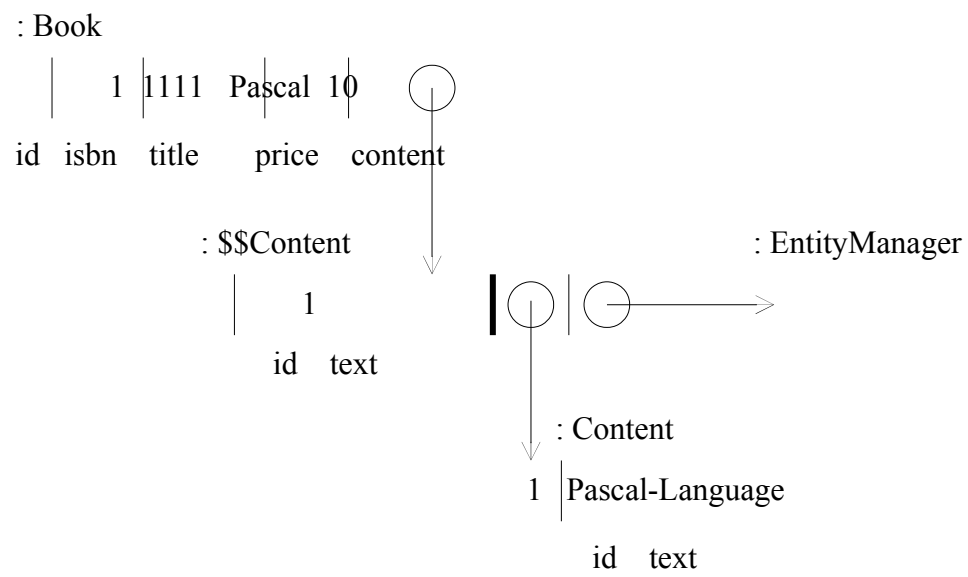 : Book
1 1111 Pascal 10
id isbn title price content
: $$Content : EntityManager
1
id text
: Content
1 Pascal-Language
id text